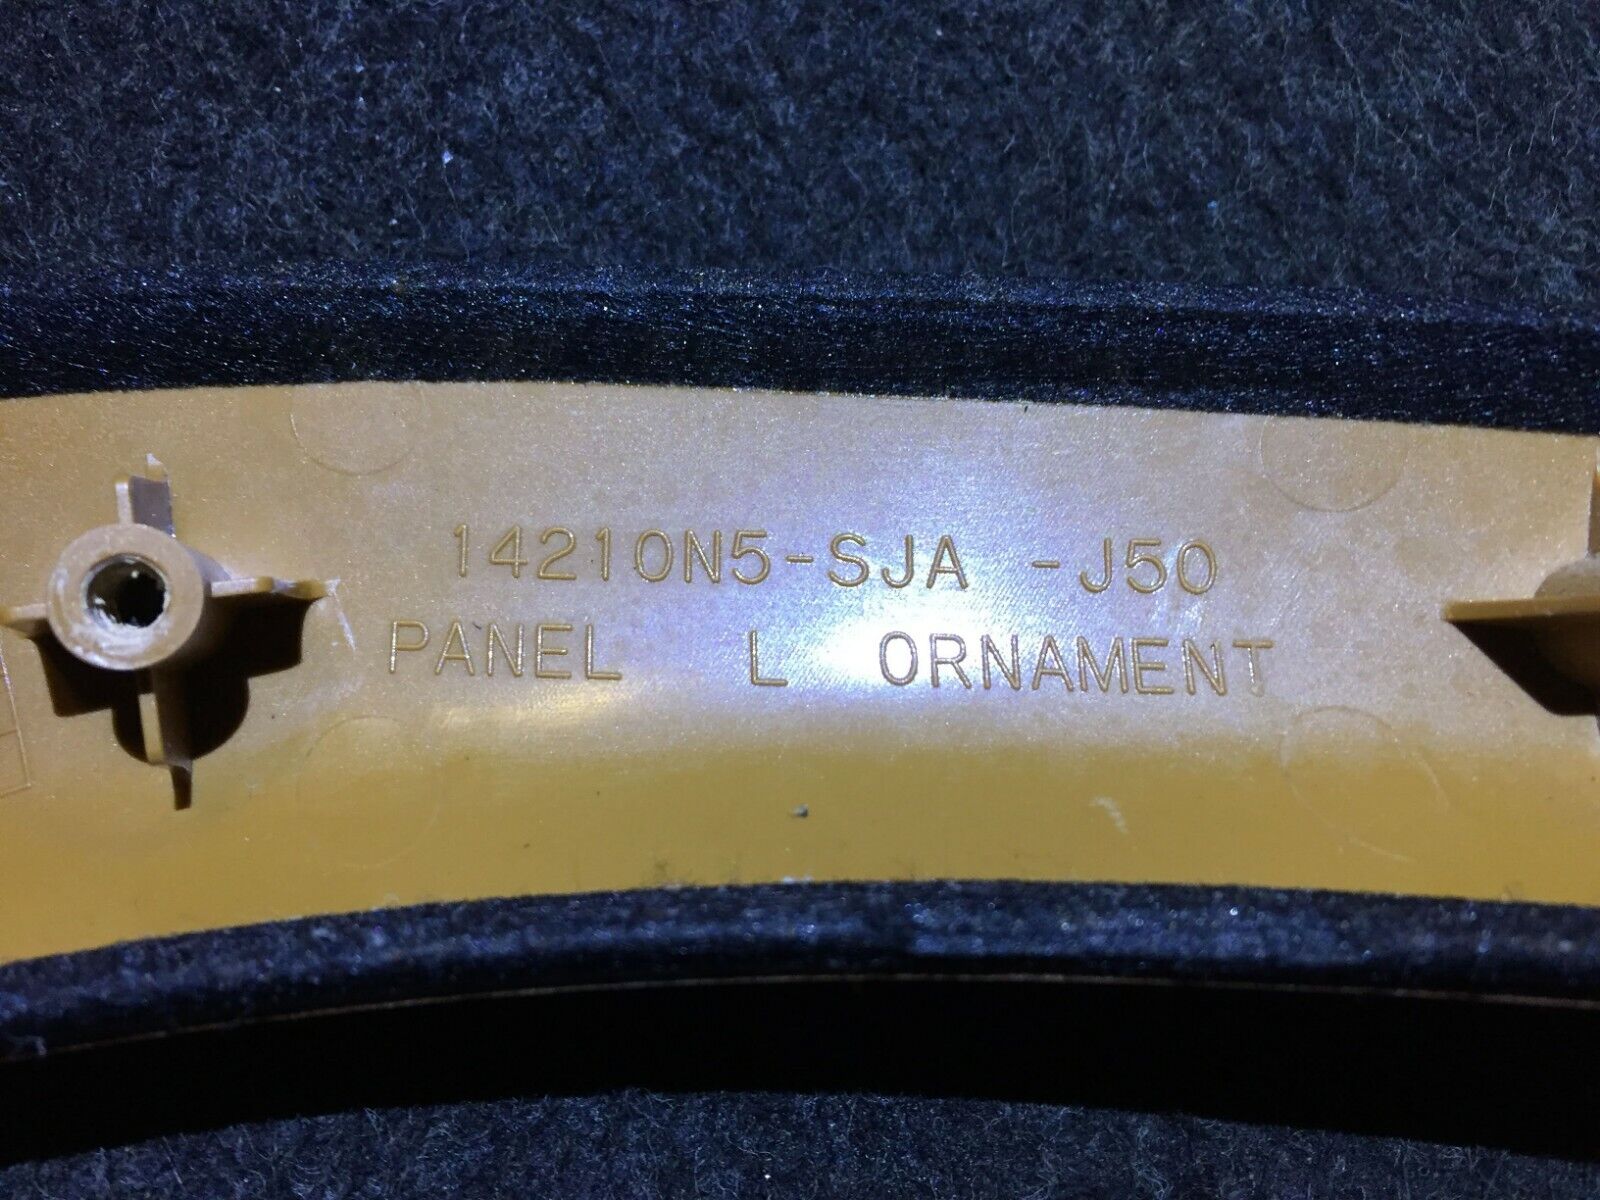 14210N5-SJA -J50
PANEL L ORNAMENT